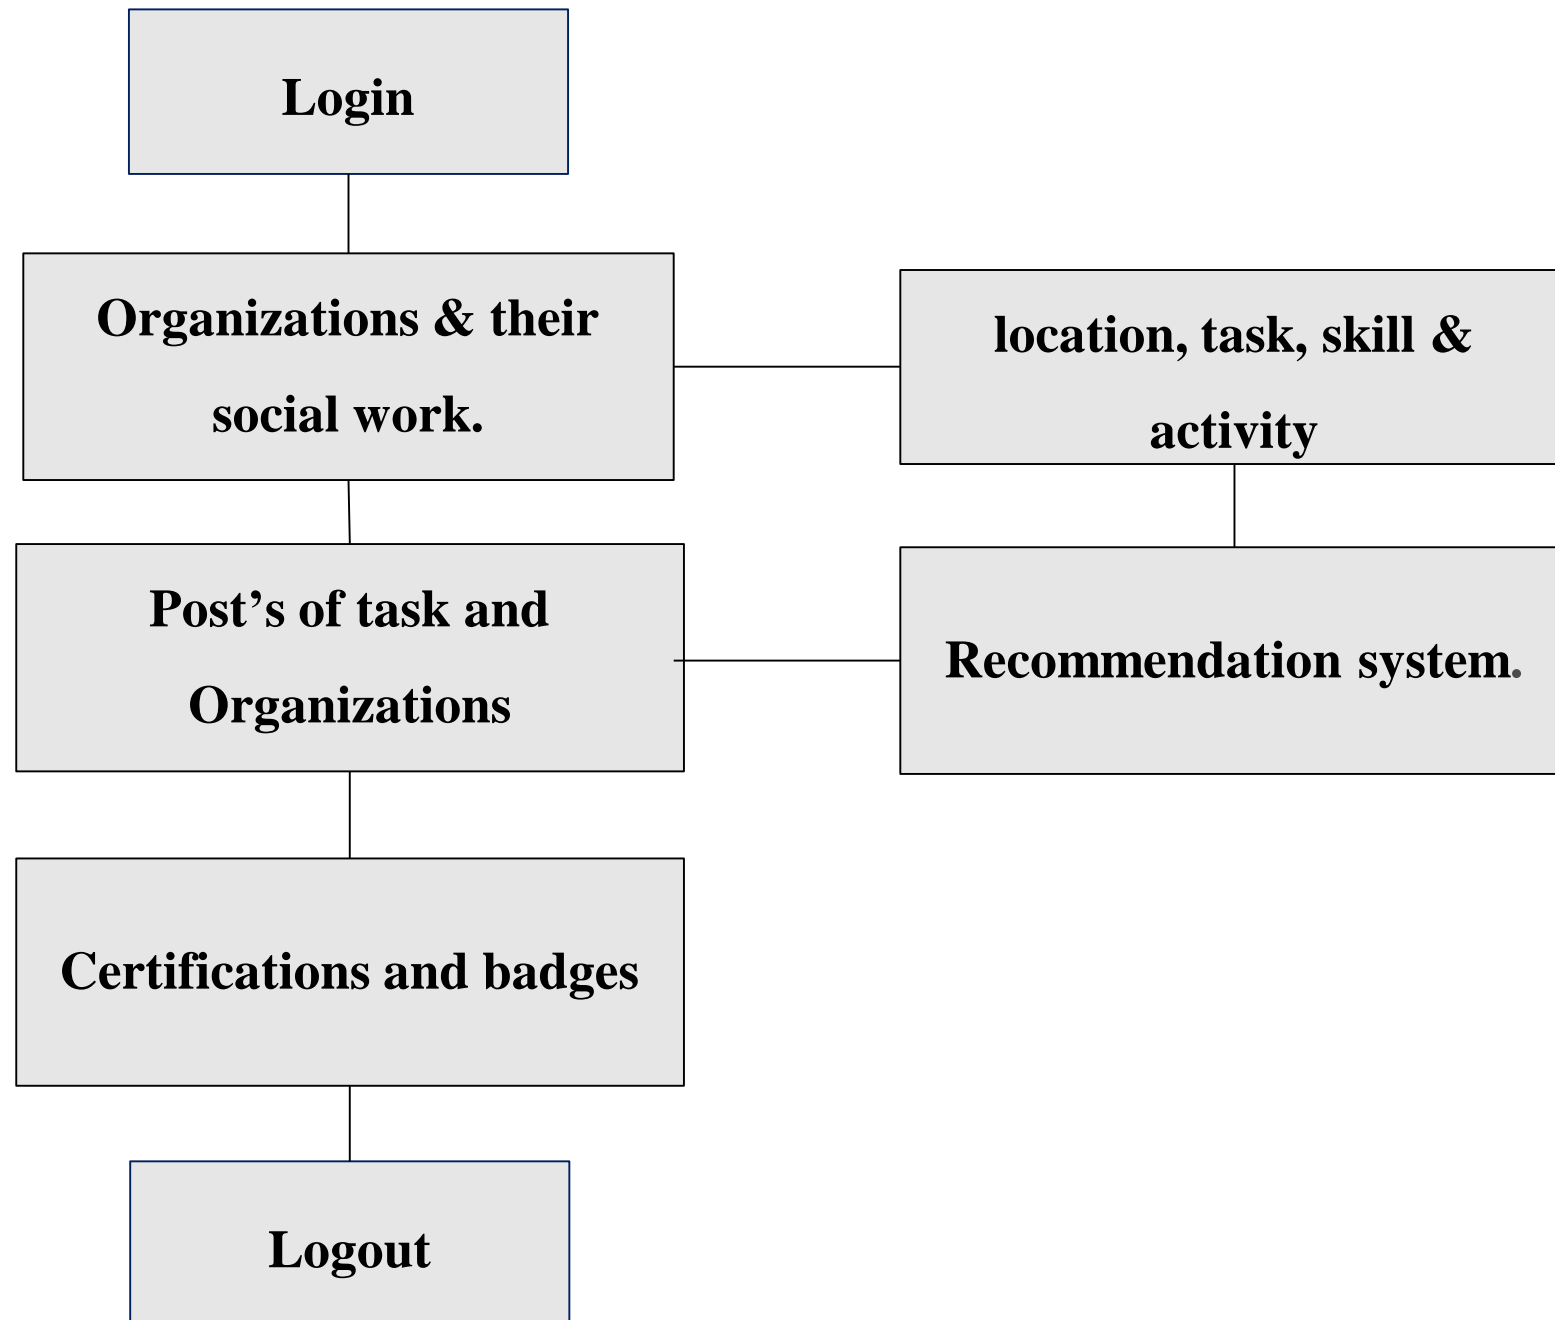 Login
Organizations & their
social work.
location, task, skill &
activity
Post’s of task and
Organizations
Recommendation system.
Certifications and badges
Logout